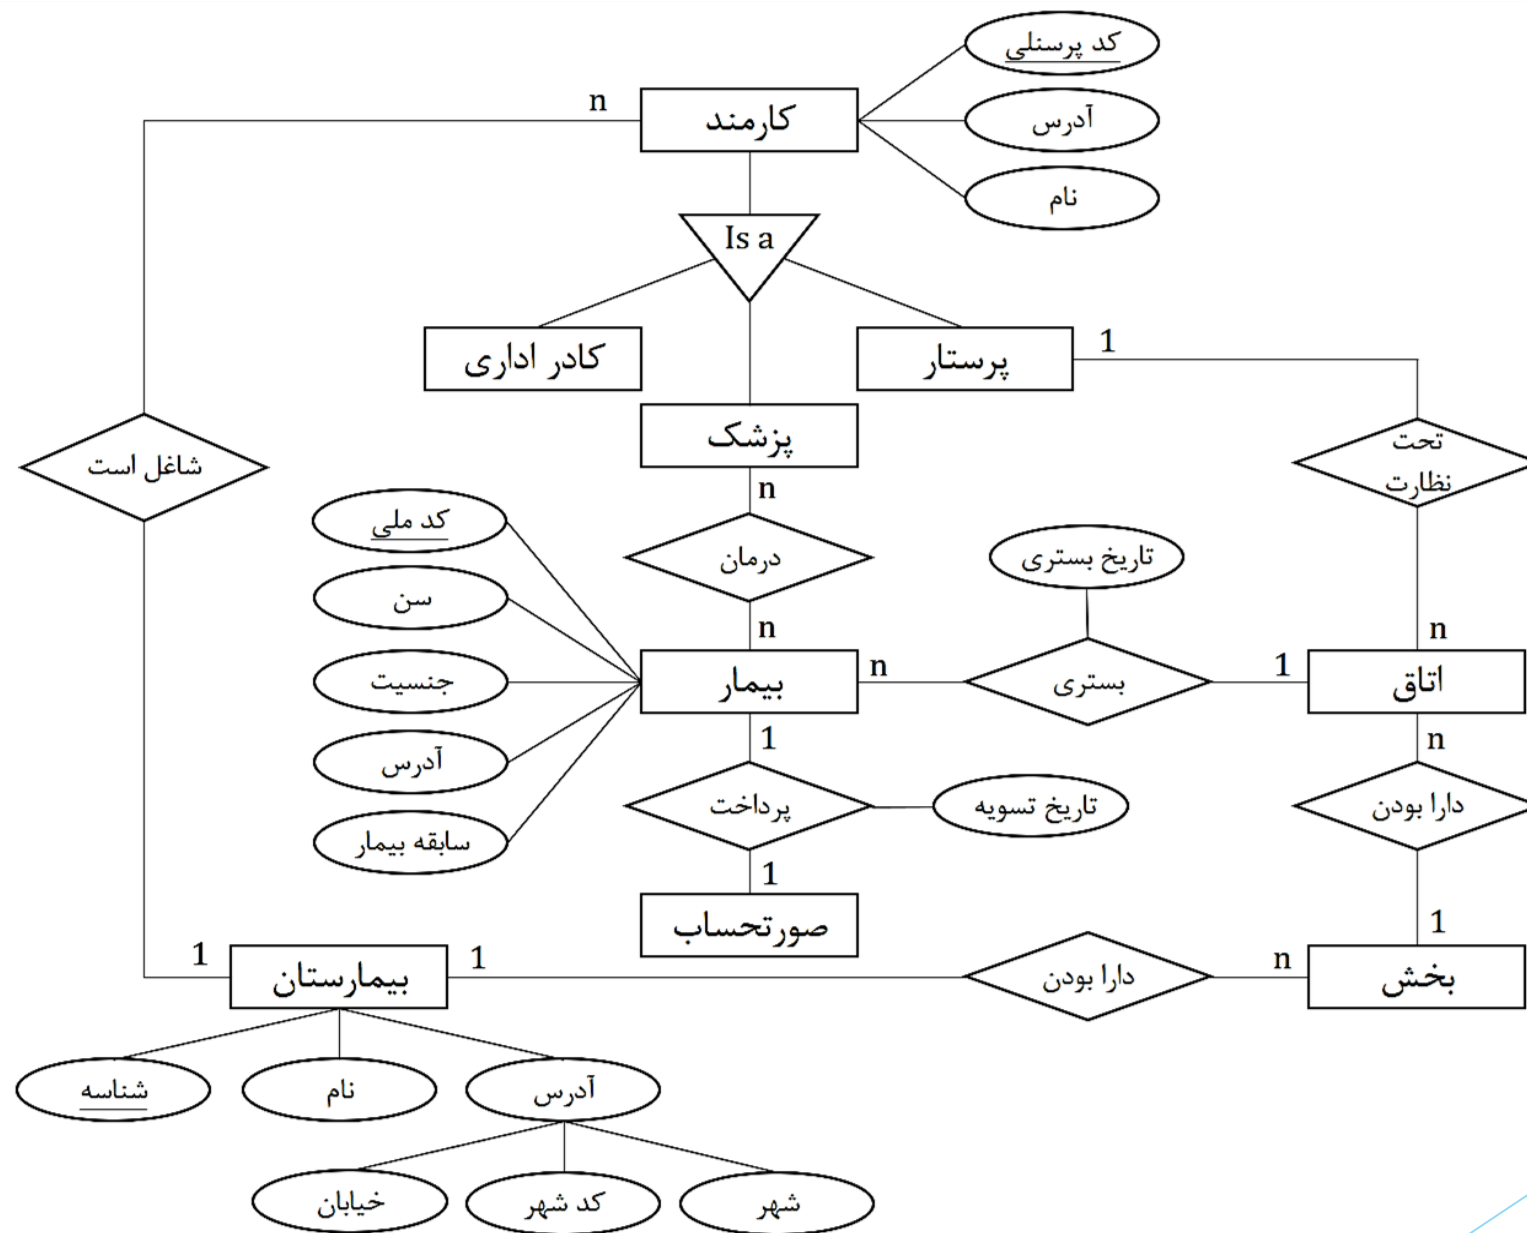 کد پرسنلی
n
کارمند
آدرس
نام
Is a
کادر اداری
پرستار
1
پزشک
شاغل است
تحت
نظارت
n
کد ملی
درمان
تاریخ بستری
سن
n
n
بیمار
n
بستری
1
اتاق
جنسیت
1
n
آدرس
پرداخت
تاریخ تسویه
دارا بودن
سابقه بیمار
1
صورتحساب
1
1
بیمارستان
1
دارا بودن
n
بخش
شناسه
نام
آدرس
خیابان
کد شهر
شهر